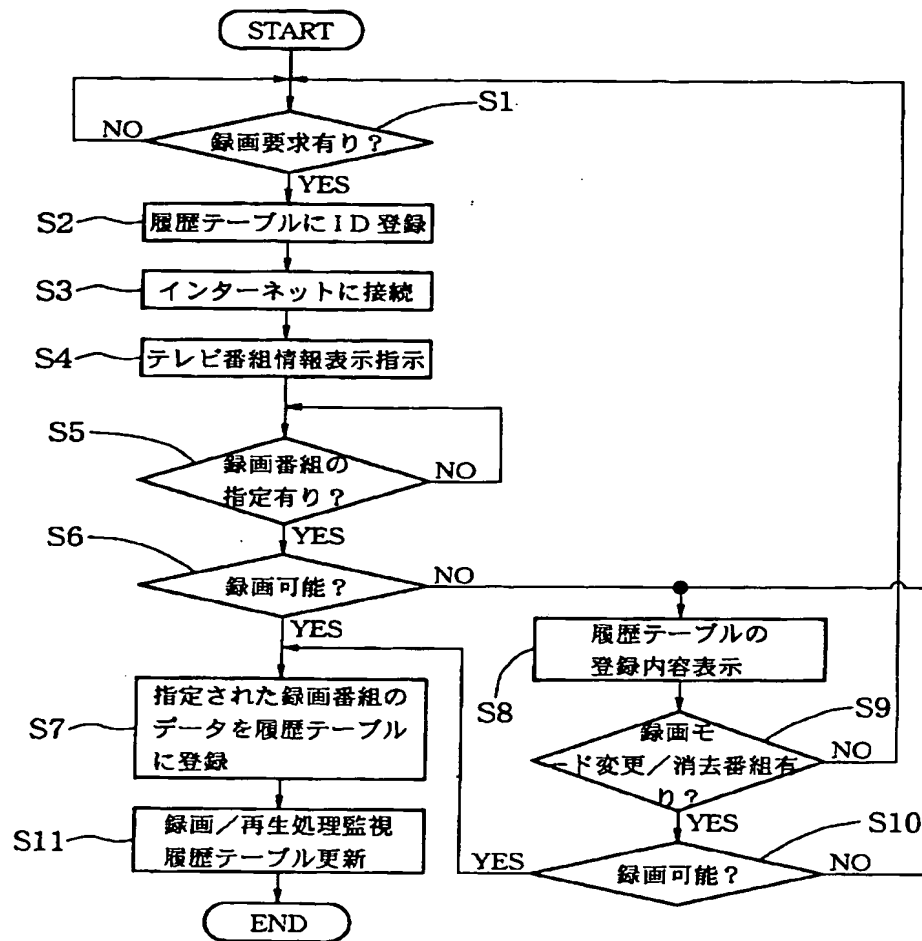 START
S1
録画要求有り？
NO
YES
S2
履歴テーブルにＩＤ登録
S3
インターネットに接続
S4
テレビ番組情報表示指示
S5
録画番組の
指定有り？
NO
YES
S6
録画可能？
NO
YES
S7
指定された録画番組の
データを履歴テーブル
に登録
S8
履歴テーブルの
登録内容表示
S9
録画モ
ード変更／消去番組有
り？
NO
YES
S10
録画可能？
YES
NO
S11
録画／再生処理監視
履歴テーブル更新
END